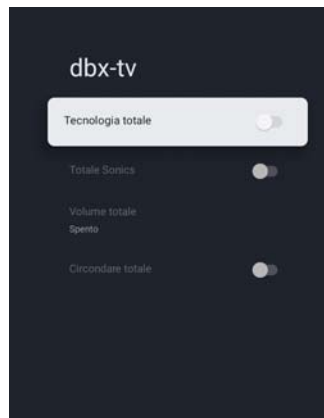 dbx-tv
Tecnologia totale
Totale Sonics
Volume totale
Spento
Circondare totale